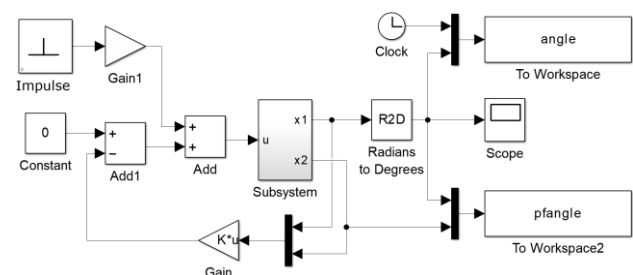 angle
Clock
To Workspace
Impulse
Gain1
0
Constant
+
−
Add1
+
+
Add
u
x1
x2
Subsystem
R2D
Radians
to Degrees
Scope
pfangle
To Workspace2
K*u
Gain